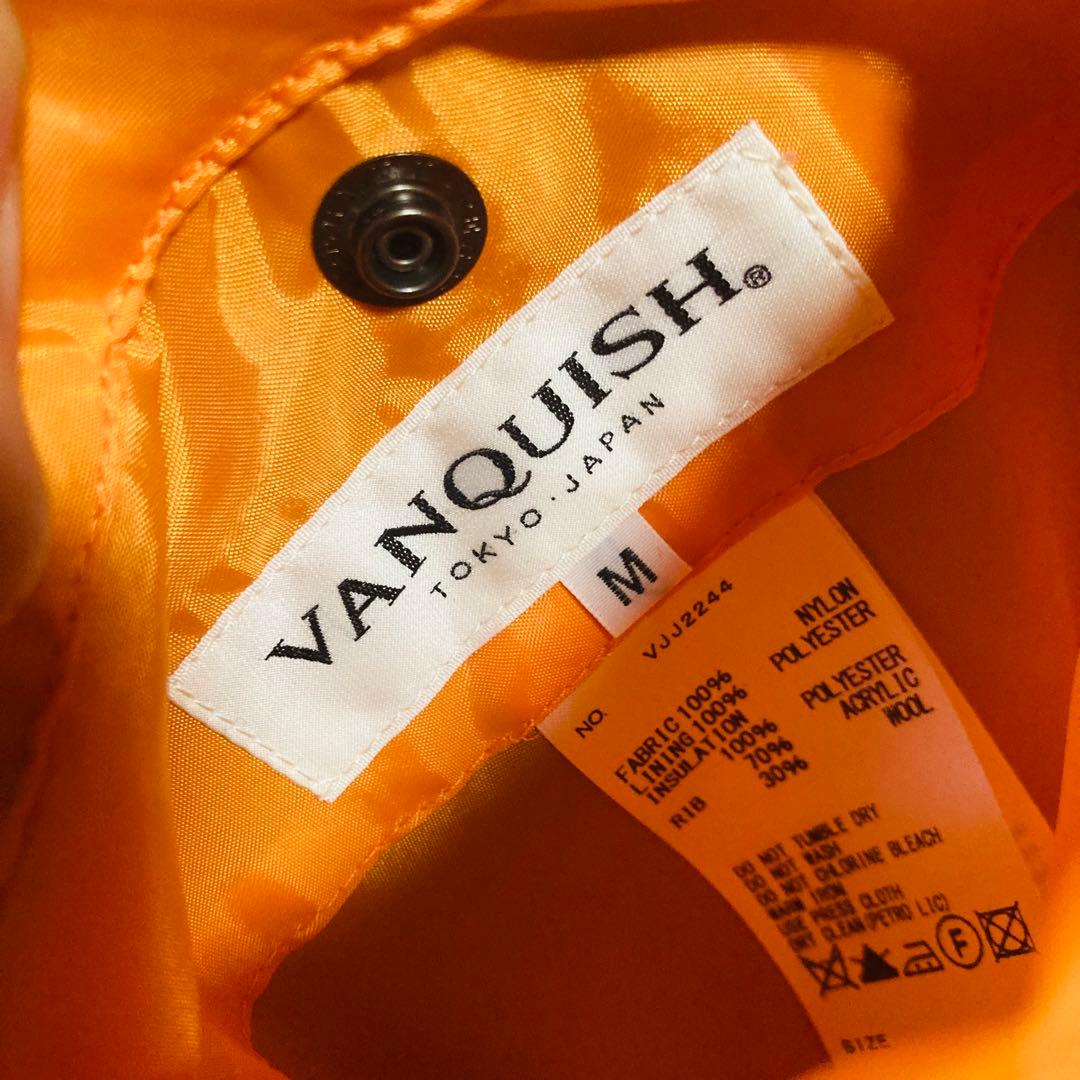 VANQUISH®
TOKYO・JAPAN
M
NO. VJJ2244
FABRIC 100% NYLON
LINING 100% POLYESTER
INSULATION
100% POLYESTER
RIB 70% ACRYLIC
30% WOOL
DO NOT TUMBLE DRY
DO NOT WASH
DO NOT CHLORINE BLEACH
WARM IRON
USE PRESS CLOTH
DRY CLEAN(PETRO LIC)
F
SIZE